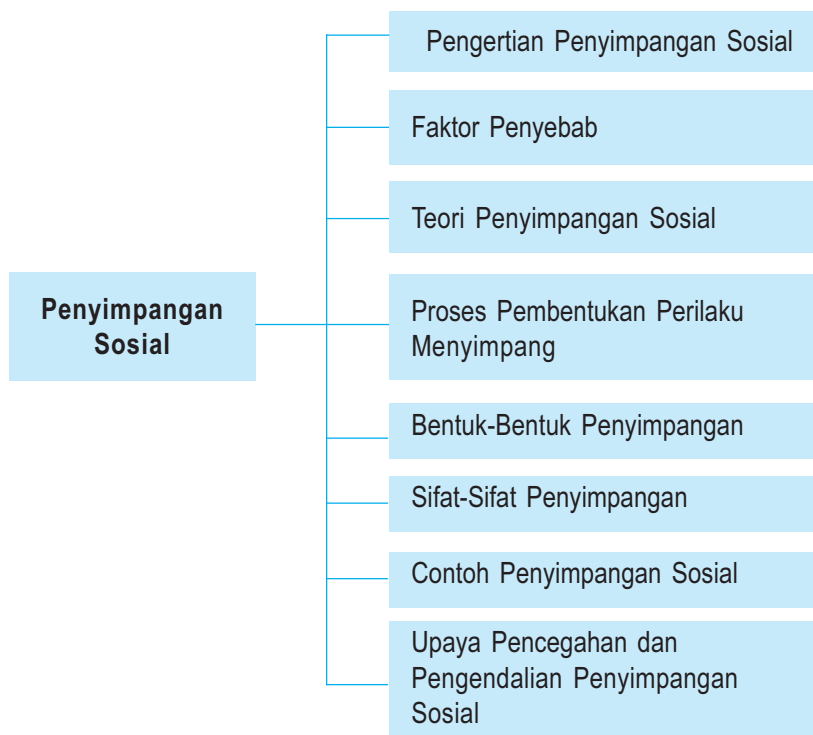 Pengertian Penyimpangan Sosial
Faktor Penyebab
Teori Penyimpangan Sosial
Penyimpangan
Sosial
Proses Pembentukan Perilaku
Menyimpang
Bentuk-Bentuk Penyimpangan
Sifat-Sifat Penyimpangan
Contoh Penyimpangan Sosial
Upaya Pencegahan dan
Pengendalian Penyimpangan
Sosial